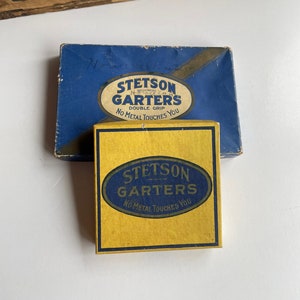 STETSON
GARTERS
DOUBLE GRIP
NO METAL TOUCHES YOU
STETSON
GARTERS
NO METAL TOUCHES YOU